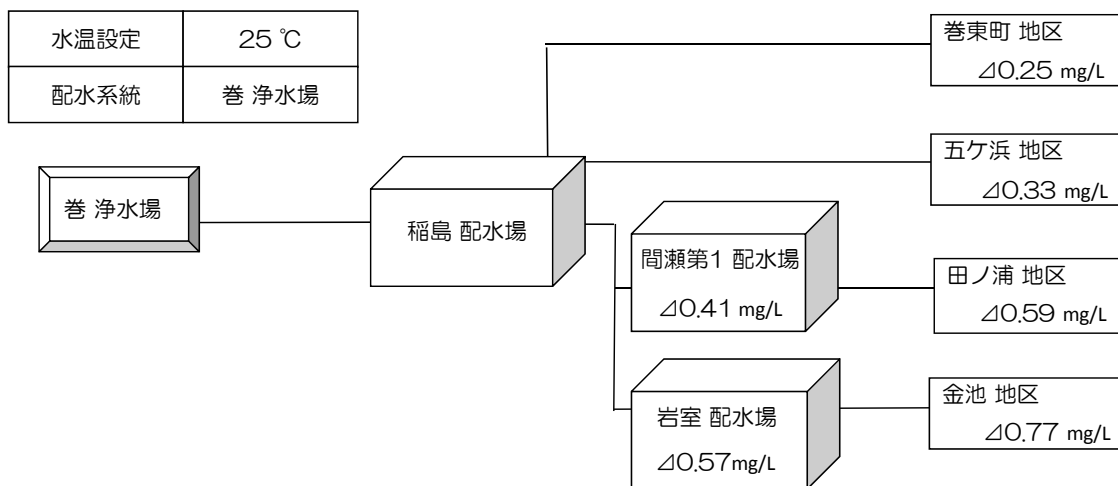 水温設定 25 ℃
配水系統 巻 浄水場
巻 浄水場
稲島 配水場
間瀬第1 配水場
⊿0.41 mg/L
岩室 配水場
⊿0.57mg/L
巻東町 地区
⊿0.25 mg/L
五ケ浜 地区
⊿0.33 mg/L
田ノ浦 地区
⊿0.59 mg/L
金池 地区
⊿0.77 mg/L